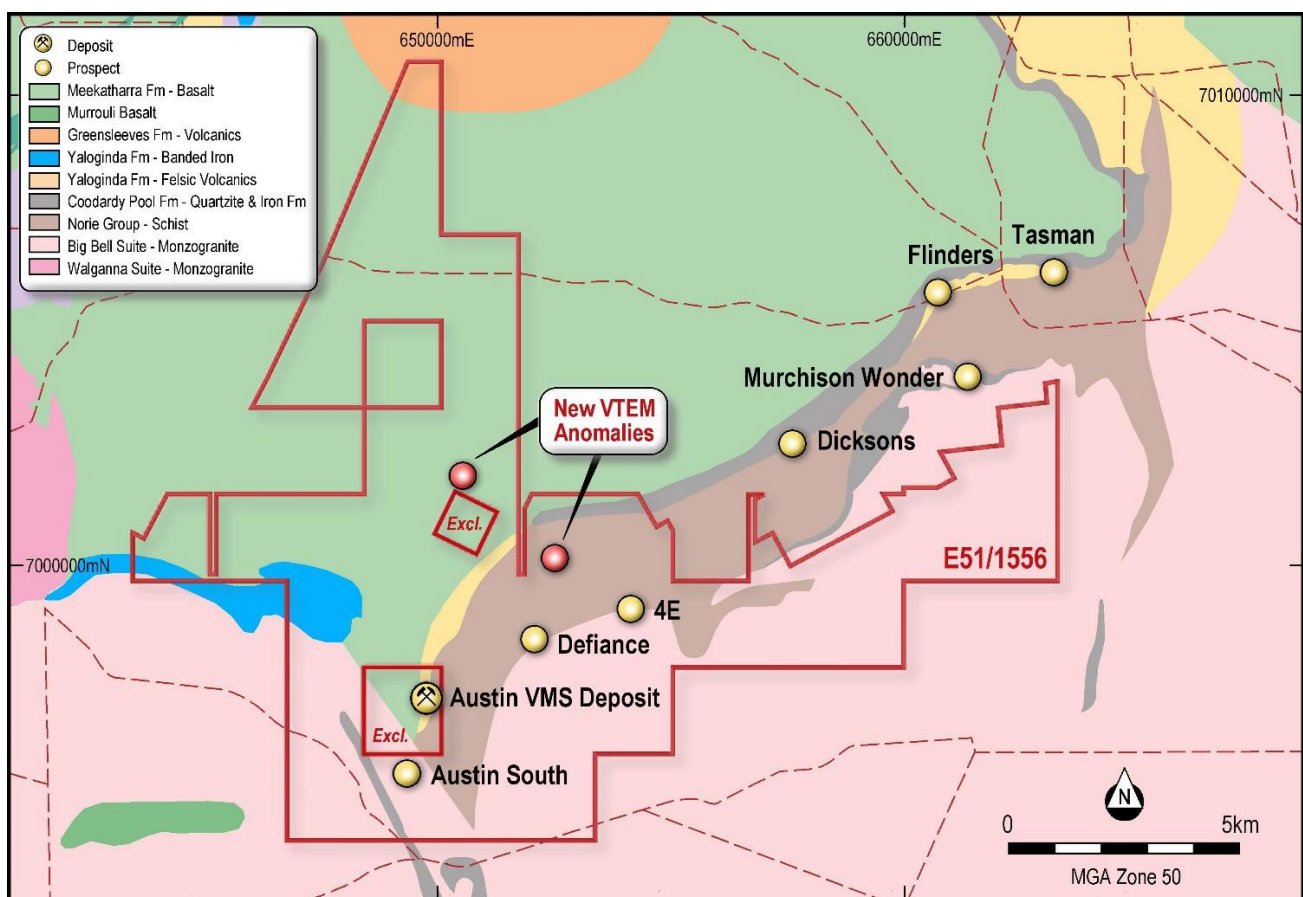 Deposit
Prospect
Meekatharra Fm - Basalt
Murrouli Basalt
Greensleeves Fm - Volcanics
Yaloginda Fm - Banded Iron
Yaloginda Fm - Felsic Volcanics
Coodardy Pool Fm - Quartzite & Iron Fm
Norie Group - Schist
Big Bell Suite - Monzogranite
Walganna Suite - Monzogranite
650000mE
660000mE
7010000mN
Tasman
Flinders
Murchison Wonder
New VTEM
Anomalies
Dicksons
Excl.
7000000mN
E51/1556
4E
Defiance
Austin VMS Deposit
Excl.
Austin South
N
0
5km
MGA Zone 50